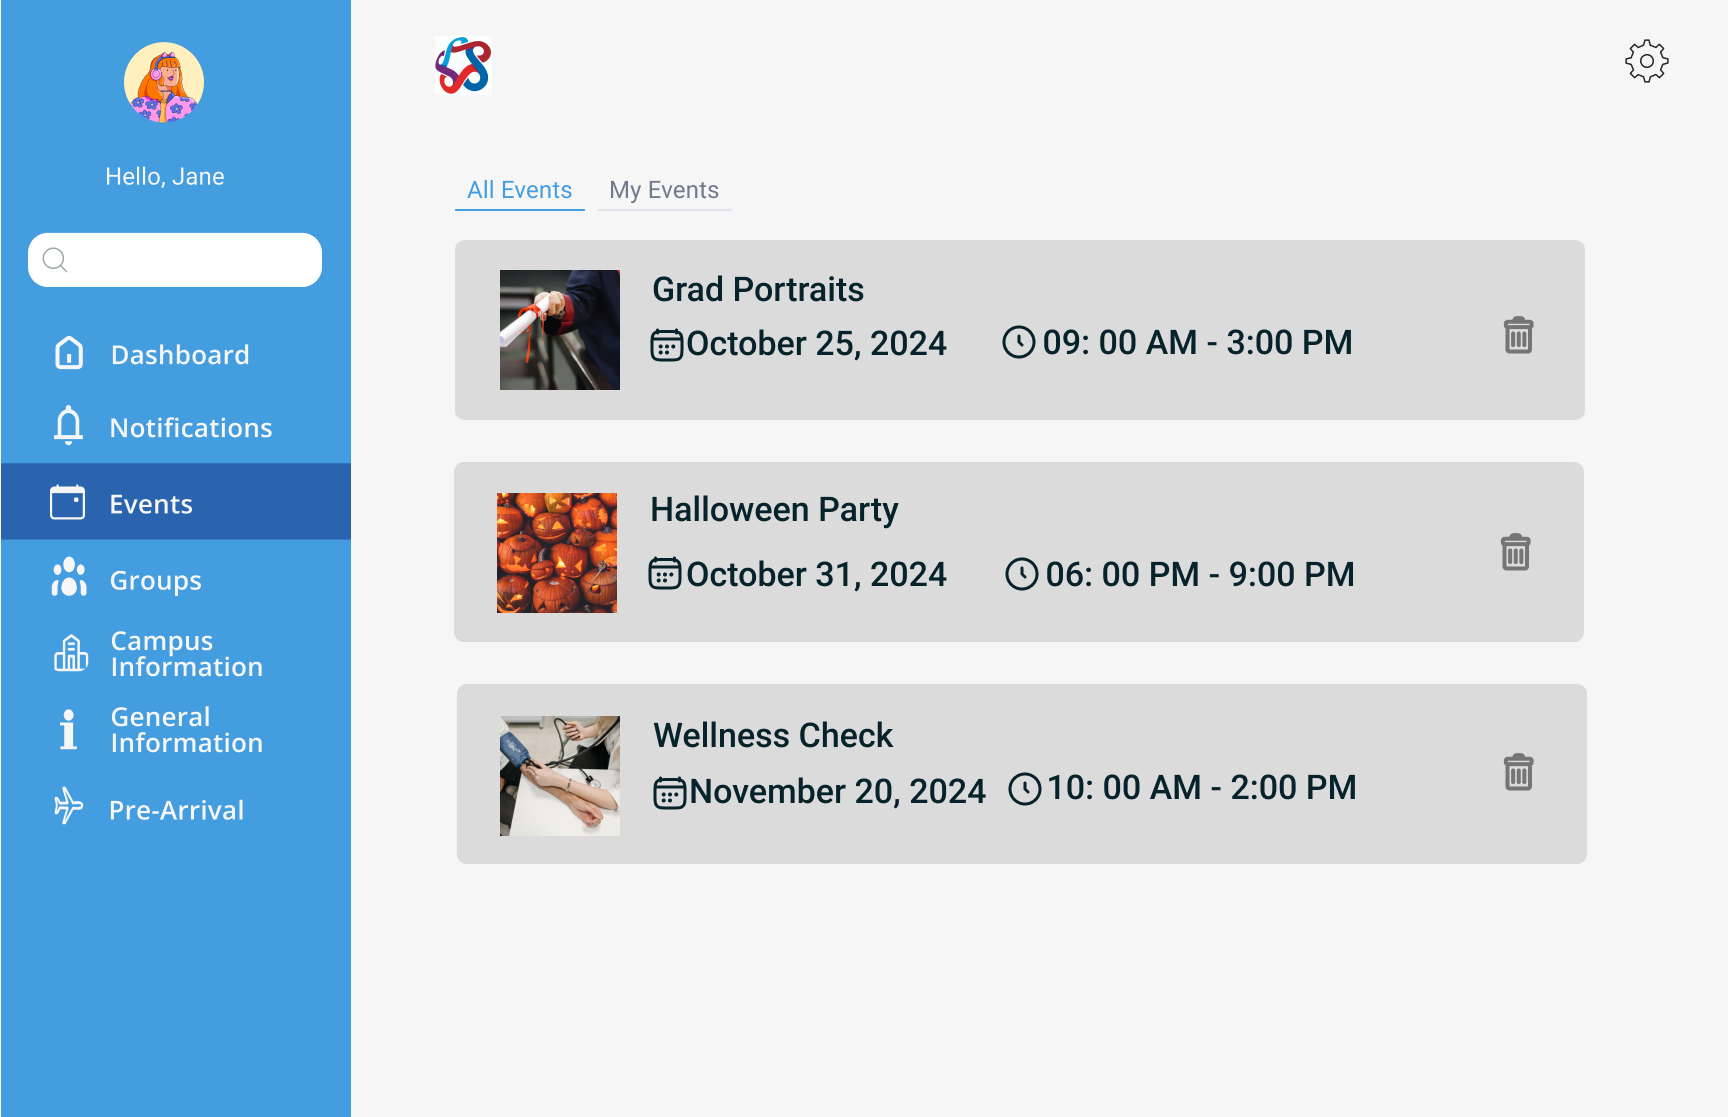 Hello, Jane
Dashboard
Notifications
Events
Groups
Campus
Information
General
Information
Pre-Arrival
All Events My Events
Grad Portraits
October 25, 2024 09: 00 AM - 3:00 PM
Halloween Party
October 31, 2024 06: 00 PM - 9:00 PM
Wellness Check
November 20, 2024 10: 00 AM - 2:00 PM